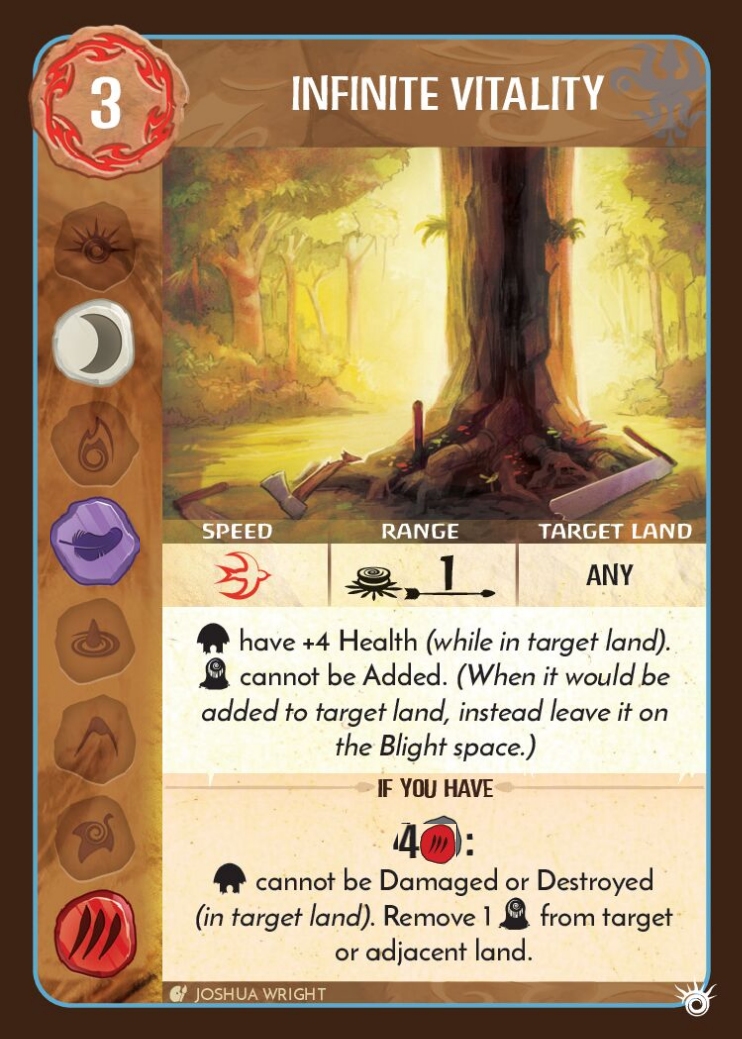 3
INFINITE VITALITY
SPEED RANGE TARGET LAND
1 ANY
have +4 Health (while in target land).
cannot be Added. (When it would be
added to target land, instead leave it on
the Blight space.)
IF YOU HAVE
4 :
cannot be Damaged or Destroyed
(in target land). Remove 1 from target
or adjacent land.
JOSHUA WRIGHT